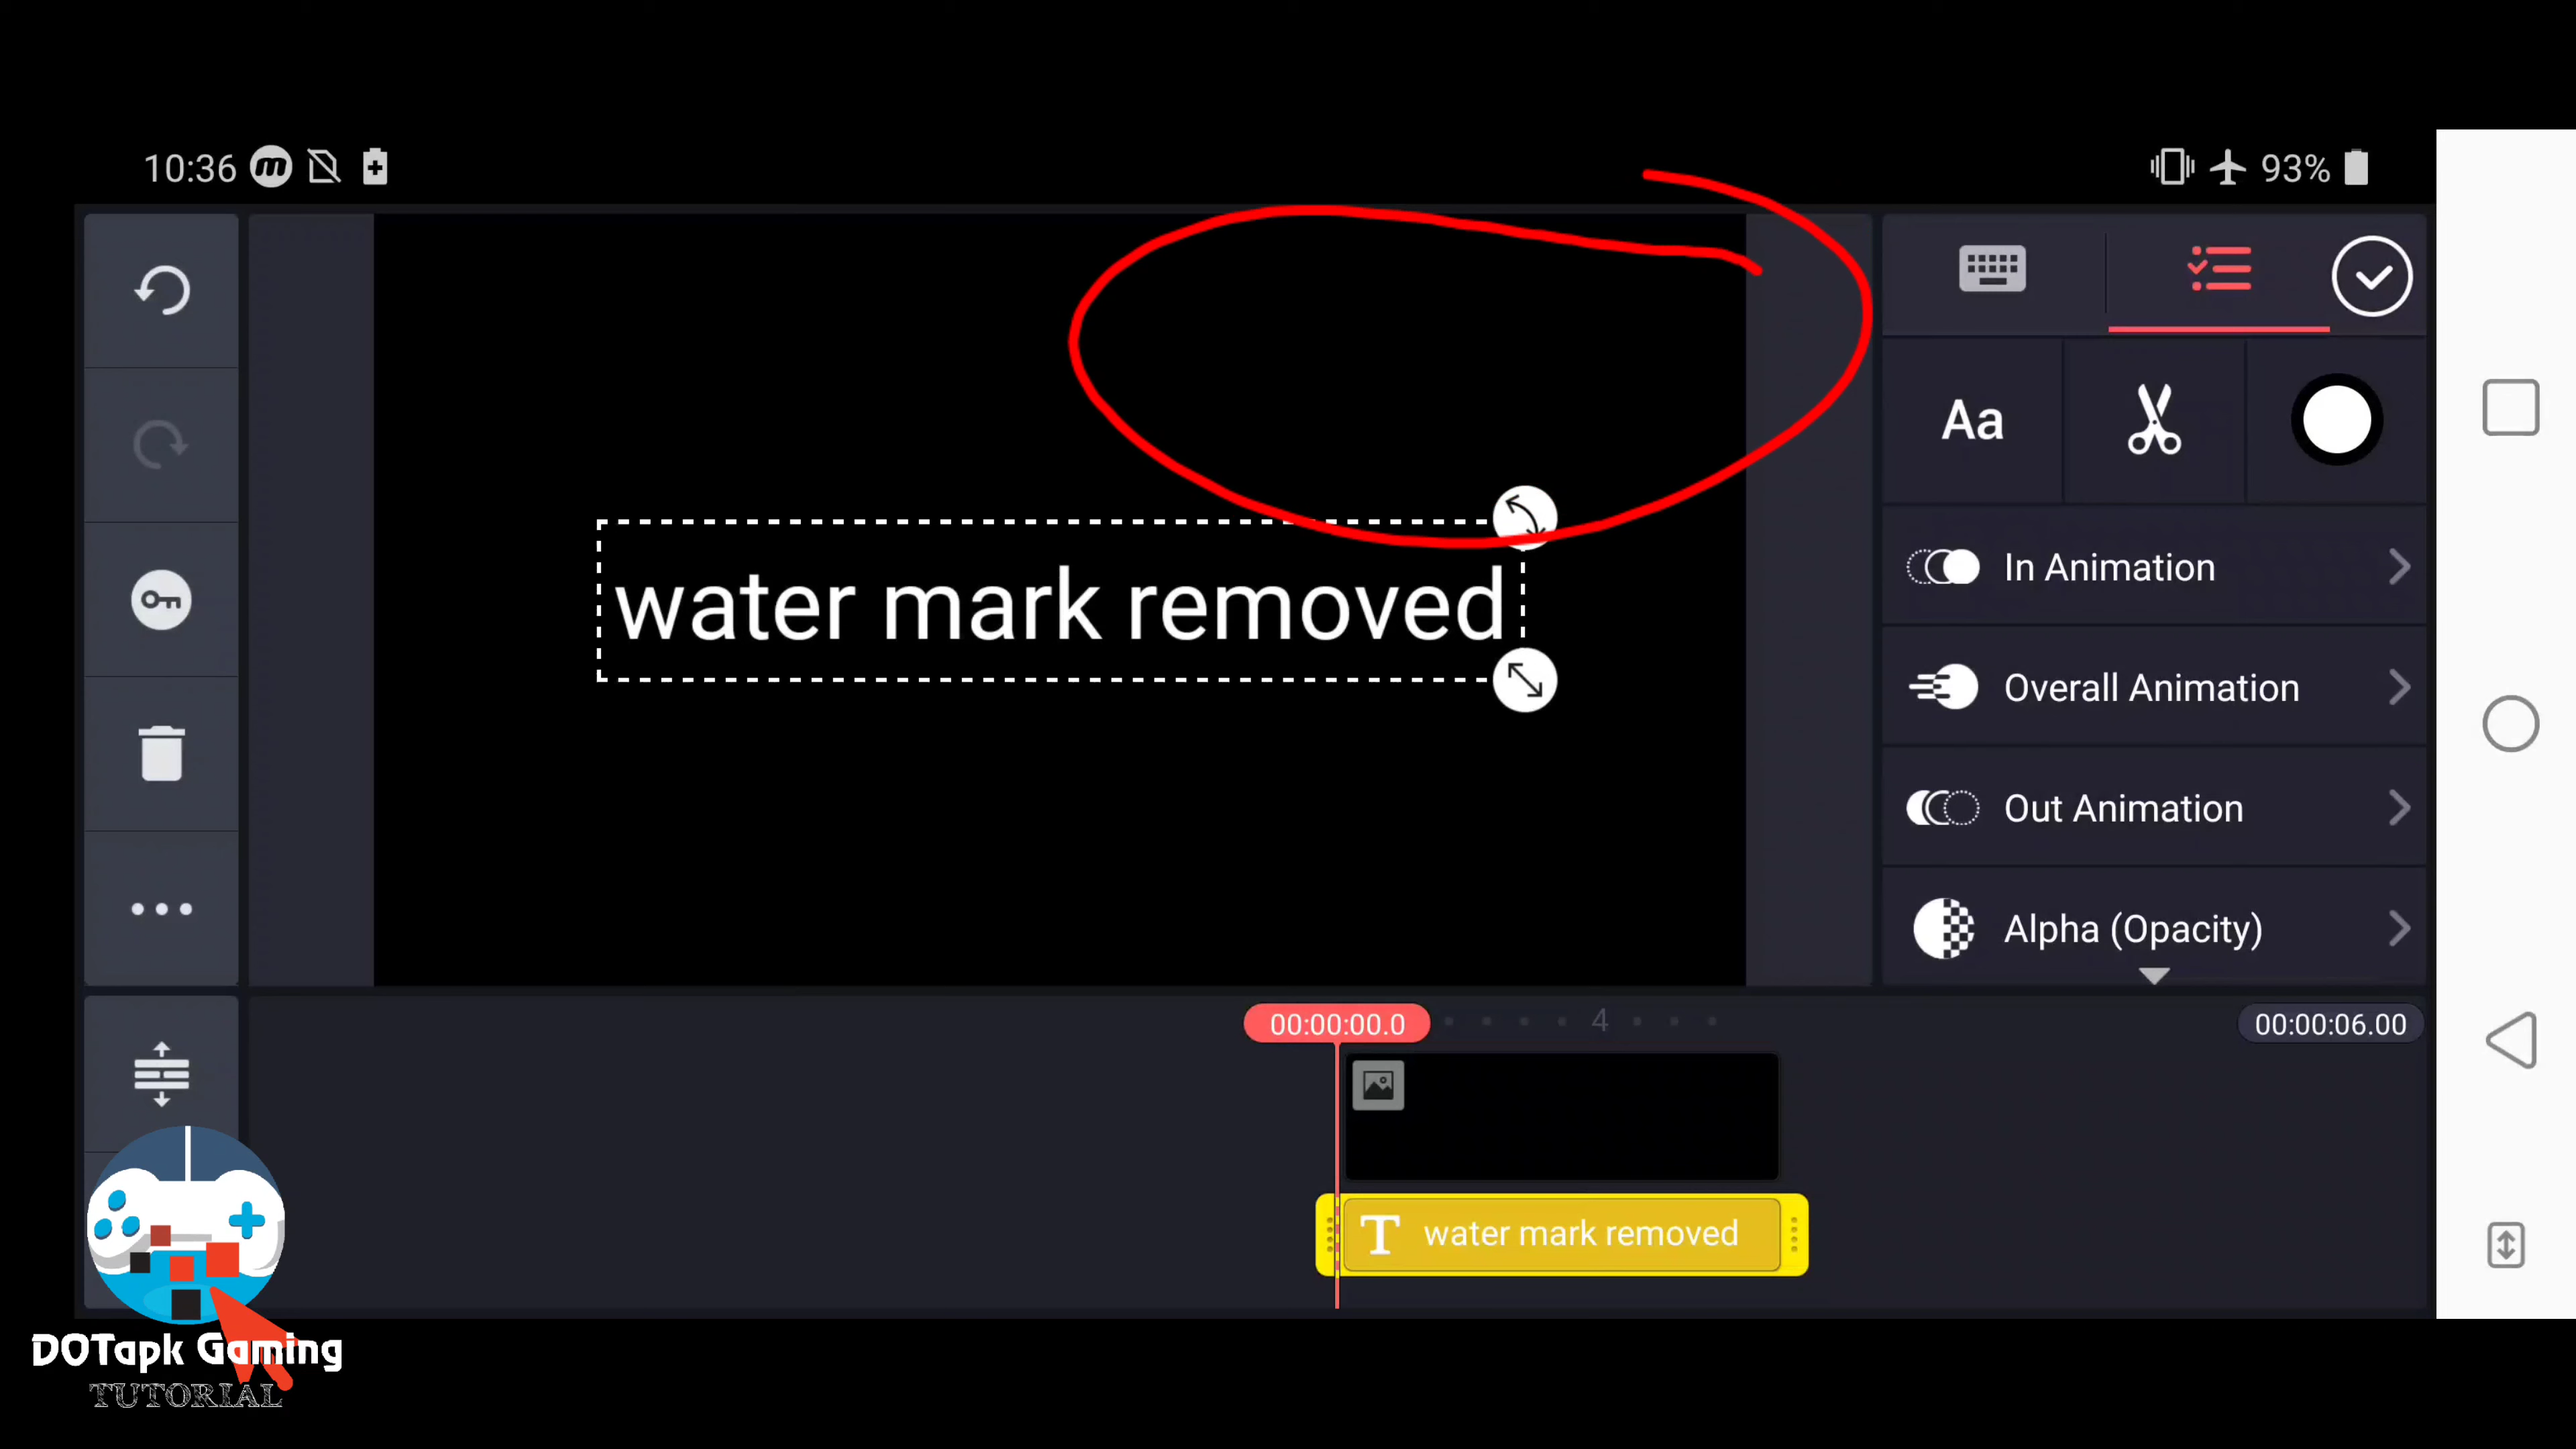 10:36
93%
Aa
water mark removed
In Animation
Overall Animation
Out Animation
Alpha (Opacity)
00:00:00.0
4
00:00:06.00
T water mark removed
DOTapk Gaming
TUTORIAL